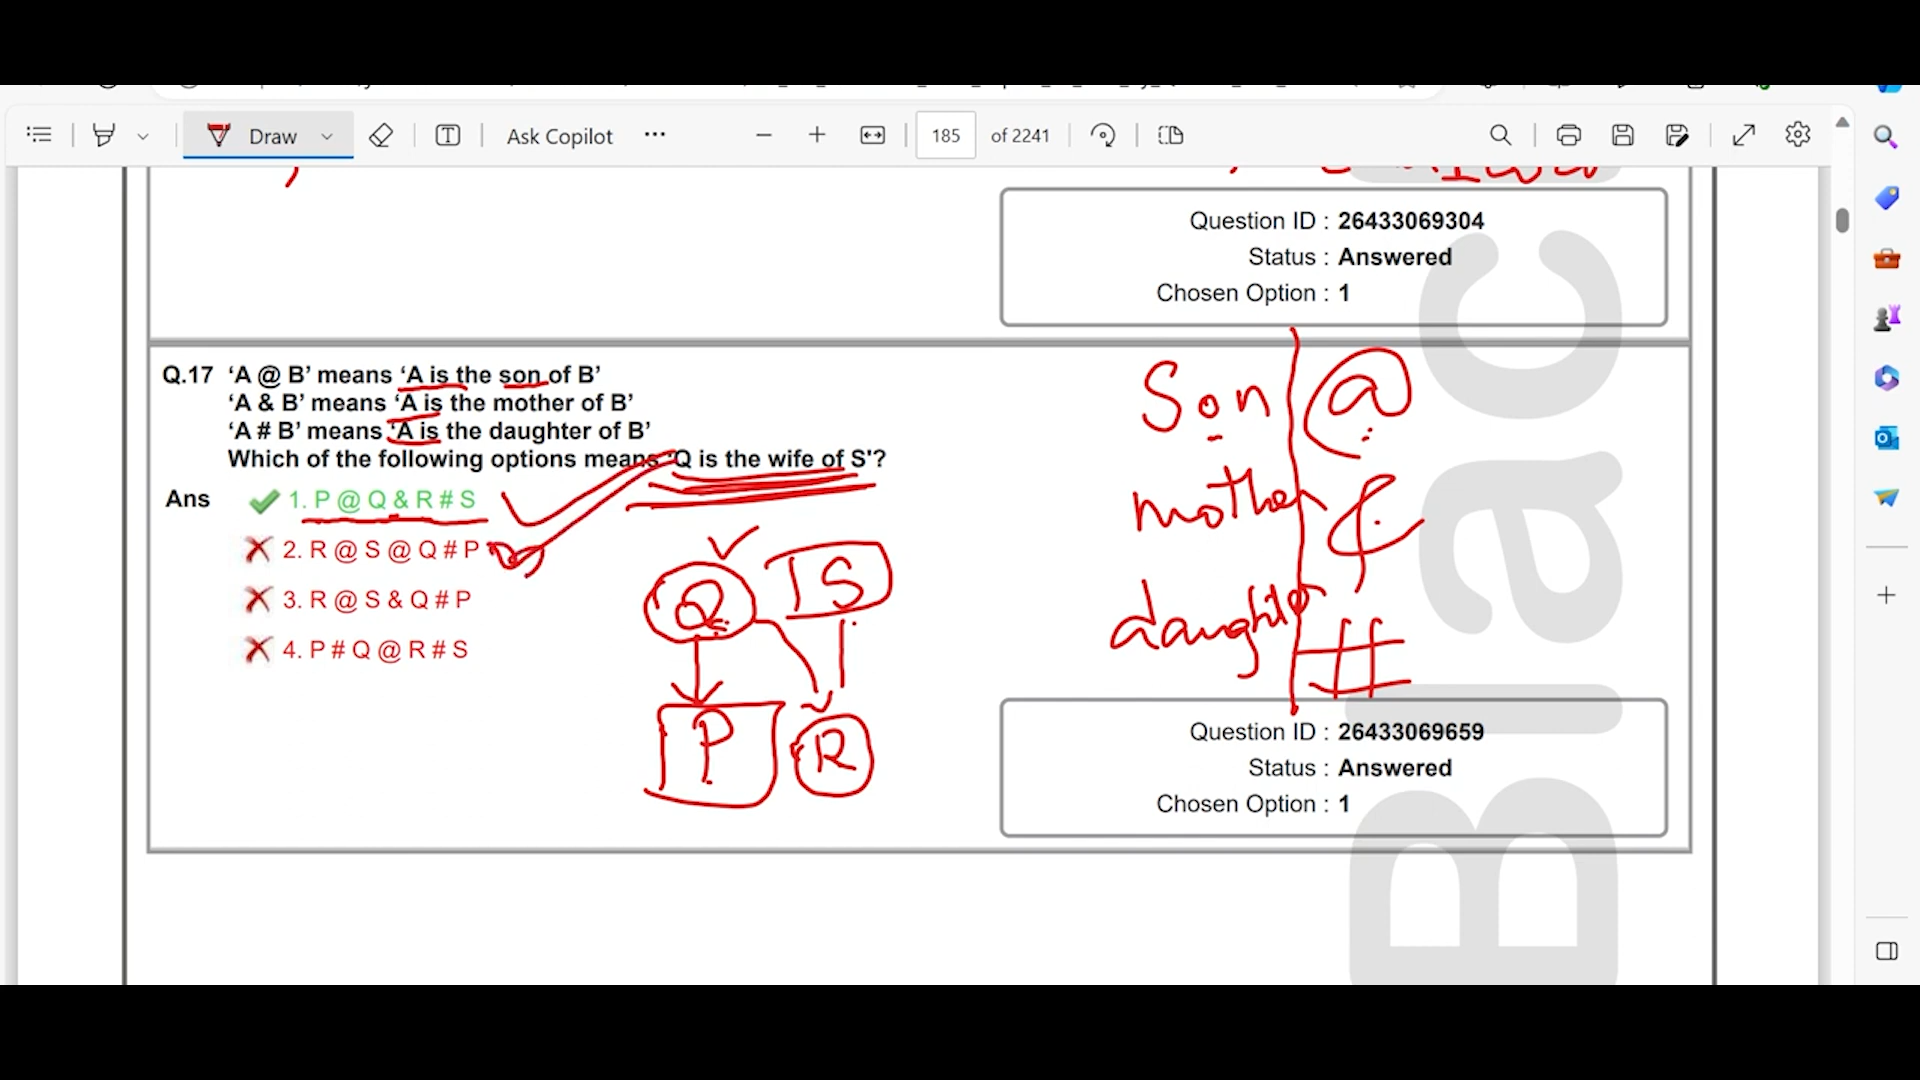 Draw
Ask Copilot
185 of 2241
Question ID : 26433069304
Status : Answered
Chosen Option : 1
Q.17 ‘A @ B’ means ‘A is the son of B’
‘A & B’ means ‘A is the mother of B’
‘A # B’ means ‘A is the daughter of B’
Which of the following options means ‘Q is the wife of S'?
Ans 1. P @ Q & R # S
2. R @ S @ Q # P
3. R @ S & Q # P
4. P # Q @ R # S
Son @
mother &
daughter #
Q S
P R
Question ID : 26433069659
Status : Answered
Chosen Option : 1
Blac